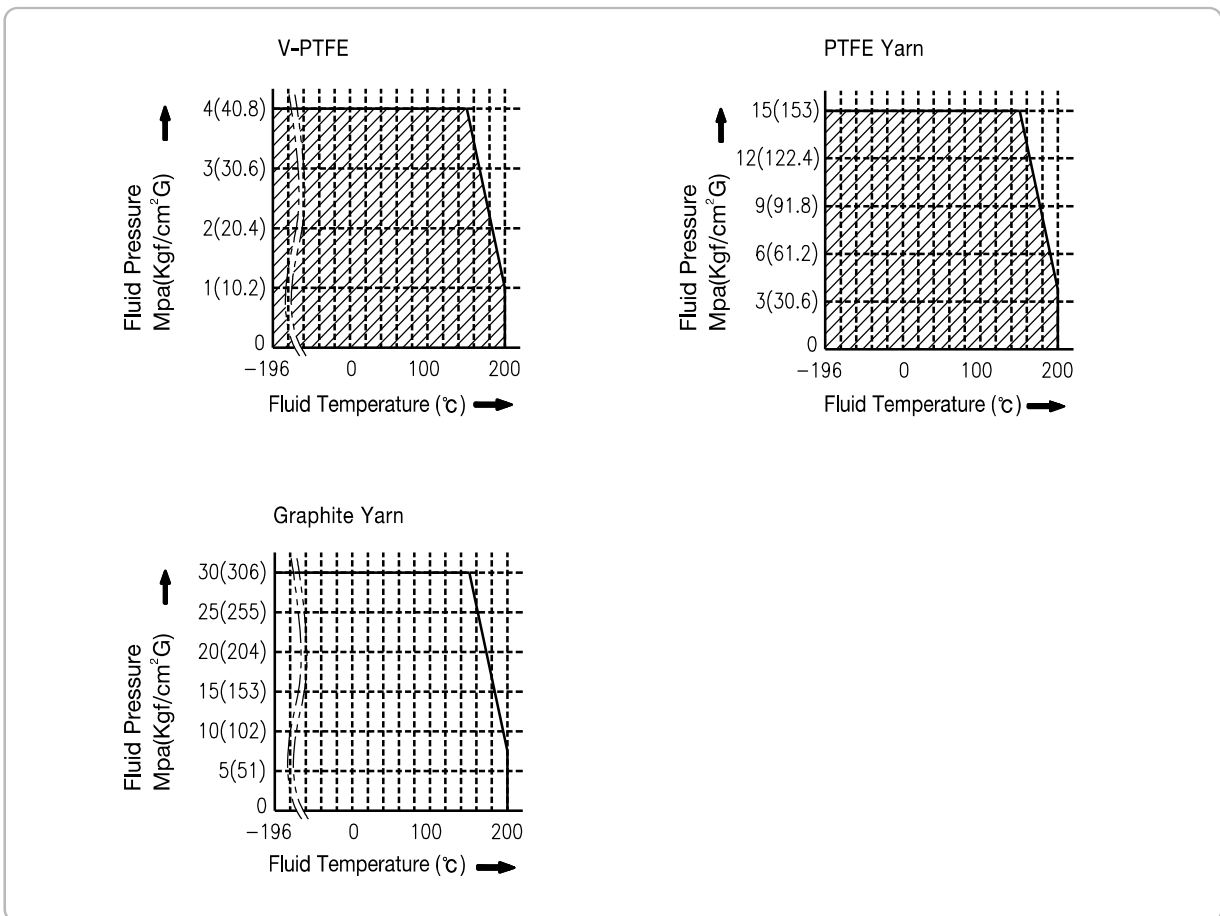 V-PTFE
4(40.8)
3(30.6)
2(20.4)
1(10.2)
0
Fluid Pressure
Mpa(Kgf/cm²G)
−196 0 100 200
Fluid Temperature (℃)
PTFE Yarn
15(153)
12(122.4)
9(91.8)
6(61.2)
3(30.6)
0
Fluid Pressure
Mpa(Kgf/cm²G)
−196 0 100 200
Fluid Temperature (℃)
Graphite Yarn
30(306)
25(255)
20(204)
15(153)
10(102)
5(51)
0
Fluid Pressure
Mpa(Kgf/cm²G)
−196 0 100 200
Fluid Temperature (℃)